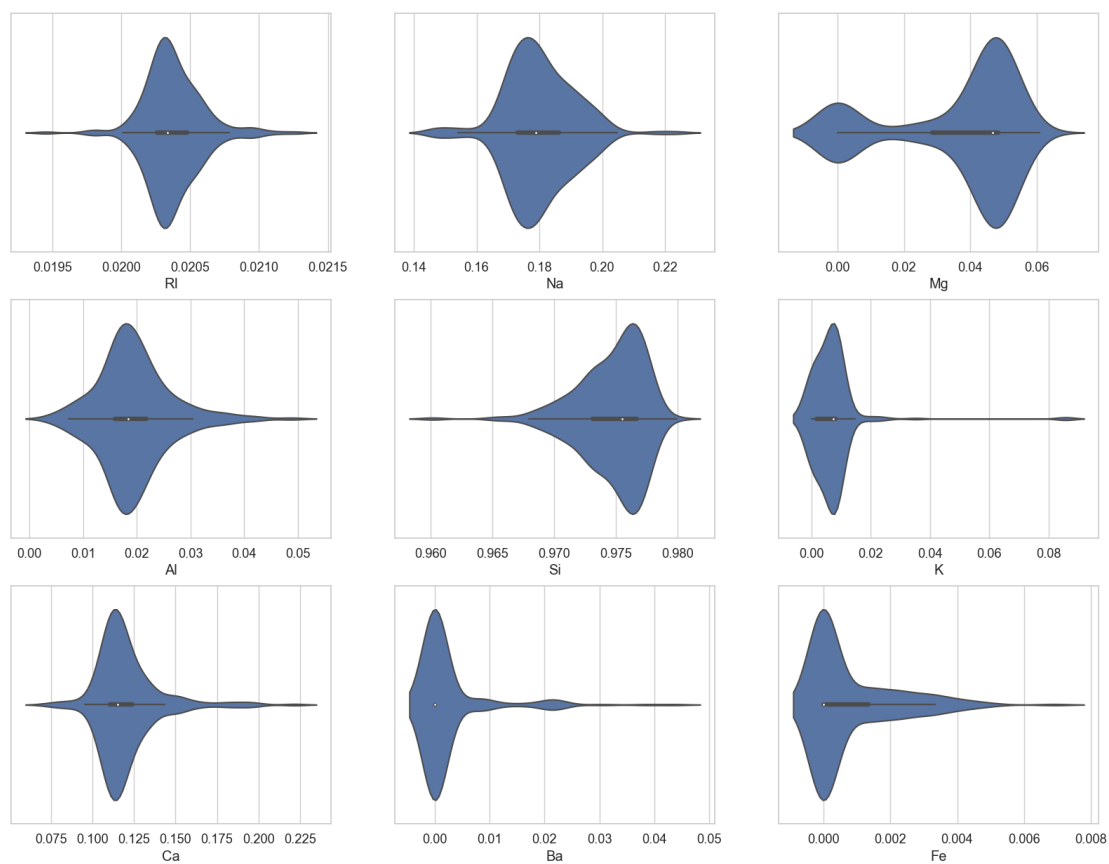 0.0195 0.0200 0.0205 0.0210 0.0215
RI
0.14 0.16 0.18 0.20 0.22
Na
0.00 0.02 0.04 0.06
Mg
0.00 0.01 0.02 0.03 0.04 0.05
Al
0.960 0.965 0.970 0.975 0.980
Si
0.00 0.02 0.04 0.06 0.08
K
0.075 0.100 0.125 0.150 0.175 0.200 0.225
Ca
0.00 0.01 0.02 0.03 0.04 0.05
Ba
0.000 0.002 0.004 0.006 0.008
Fe